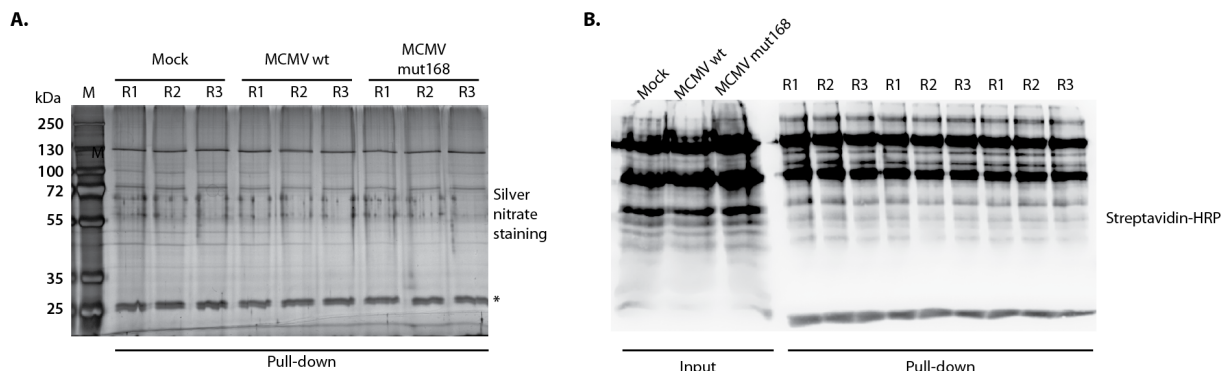 A.
Mock
MCMV wt
MCMV
mut168
kDa
M
R1
R2
R3
R1
R2
R3
R1
R2
R3
250
130
M
100
72
55
35
25
Silver
nitrate
staining
*
Pull-down
B.
Mock
MCMV wt
MCMV mut168
R1
R2
R3
R1
R2
R3
R1
R2
R3
Streptavidin-HRP
Input
Pull-down